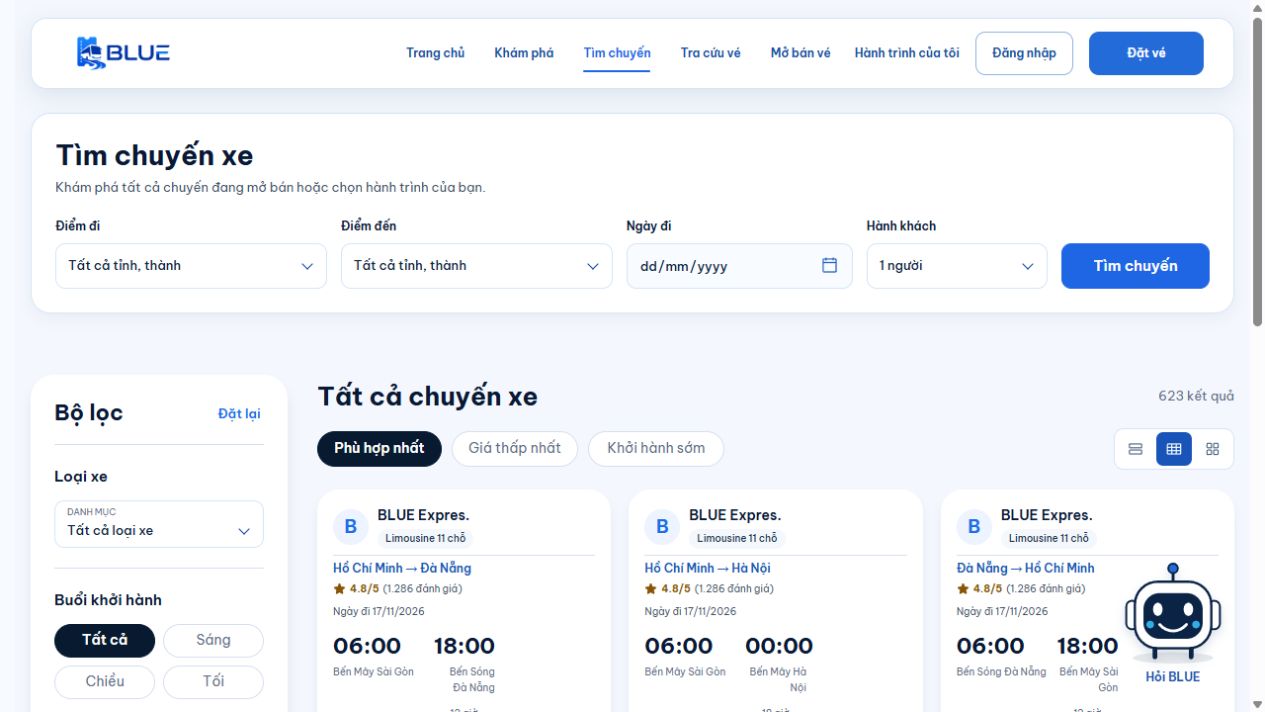 BLUE
Trang chủ
Khám phá
Tìm chuyến
Tra cứu vé
Mở bán vé
Hành trình của tôi
Đăng nhập
Đặt vé
Tìm chuyến xe
Khám phá tất cả chuyến đang mở bán hoặc chọn hành trình của bạn.
Điểm đi
Điểm đến
Ngày đi
Hành khách
Tất cả tỉnh, thành
Tất cả tỉnh, thành
dd/mm/yyyy
1 người
Tìm chuyến
Bộ lọc
Đặt lại
Loại xe
DANH MỤC
Tất cả loại xe
Buổi khởi hành
Tất cả
Sáng
Chiều
Tối
Tất cả chuyến xe
623 kết quả
Phù hợp nhất
Giá thấp nhất
Khởi hành sớm
B
BLUE Expres.
Limousine 11 chỗ
Hồ Chí Minh → Đà Nẵng
4.8/5 (1.286 đánh giá)
Ngày đi 17/11/2026
06:00
18:00
Bến Mây Sài Gòn
Bến Sóng
Đà Nẵng
B
BLUE Expres.
Limousine 11 chỗ
Hồ Chí Minh → Hà Nội
4.8/5 (1.286 đánh giá)
Ngày đi 17/11/2026
06:00
00:00
Bến Mây Sài Gòn
Bến Mây Hà
Nội
B
BLUE Expres.
Limousine 11 chỗ
Đà Nẵng → Hồ Chí Minh
4.8/5 (1.286 đánh giá)
Ngày đi 17/11/2026
06:00
18:00
Bến Sóng Đà Nẵng
Bến Mây Sài
Gòn
Hỏi BLUE